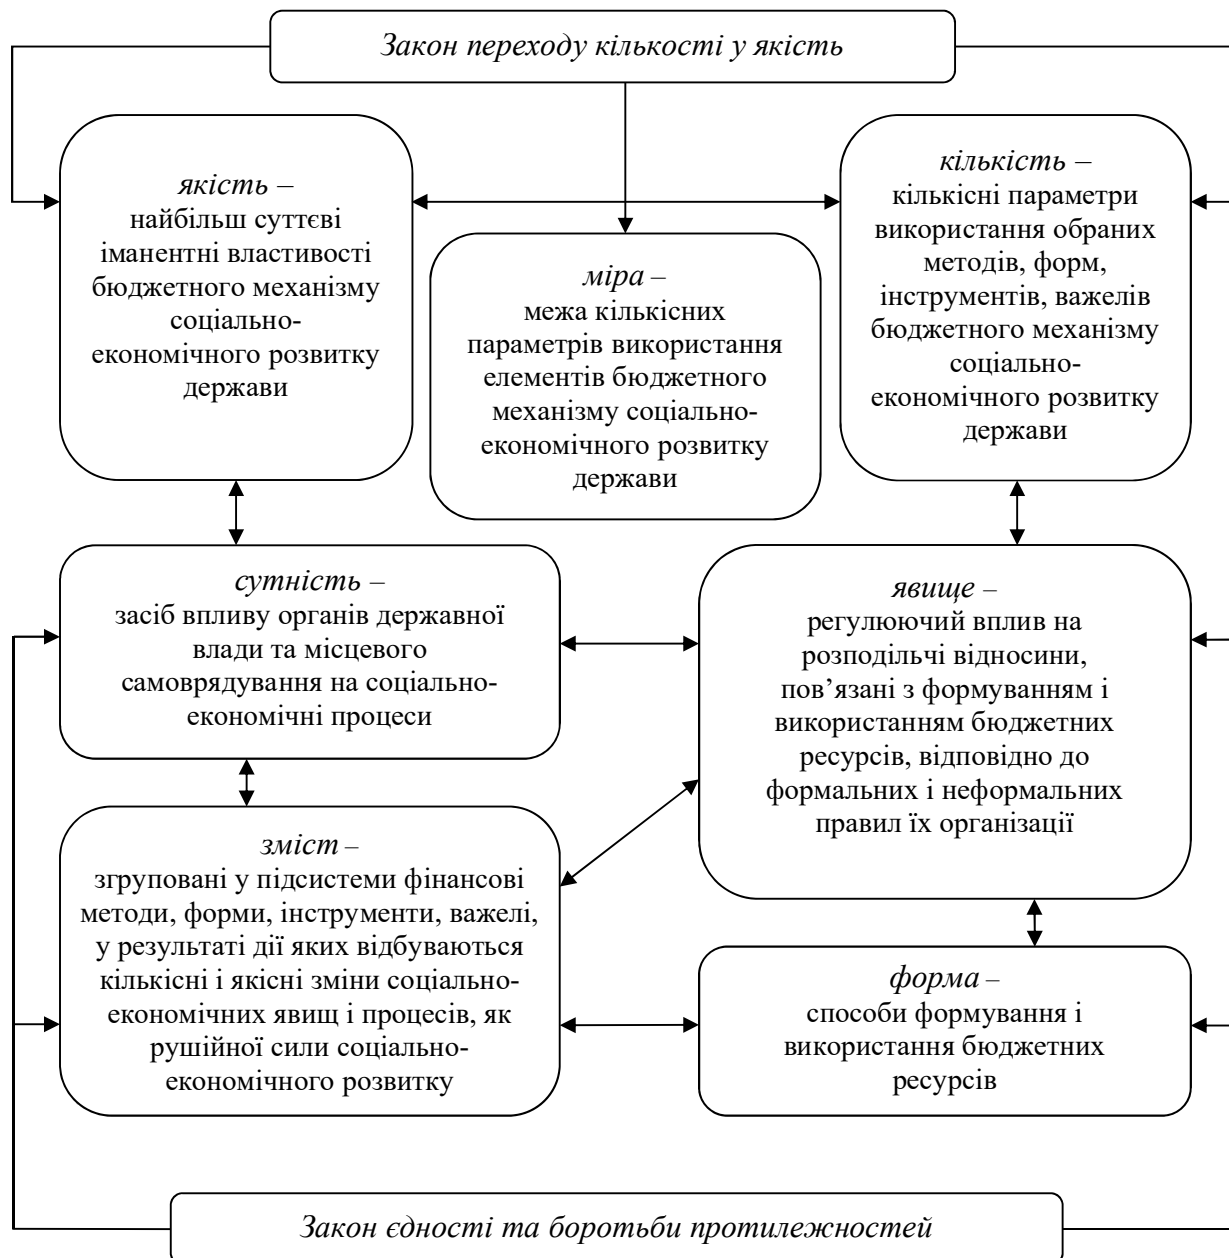 Закон переходу кількості у якість
якість –
найбільш суттєві
іманентні властивості
бюджетного механізму
соціально-
економічного розвитку
держави
міра –
межа кількісних
параметрів використання
елементів бюджетного
механізму соціально-
економічного розвитку
держави
кількість –
кількісні параметри
використання обраних
методів, форм,
інструментів, важелів
бюджетного механізму
соціально-
економічного розвитку
держави
сутність –
засіб впливу органів державної
влади та місцевого
самоврядування на соціально-
економічні процеси
явище –
регулюючий вплив на
розподільчі відносини,
пов’язані з формуванням і
використанням бюджетних
ресурсів, відповідно до
формальних і неформальних
правил їх організації
зміст –
згруповані у підсистеми фінансові
методи, форми, інструменти, важелі,
у результаті дії яких відбуваються
кількісні і якісні зміни соціально-
економічних явищ і процесів, як
рушійної сили соціально-
економічного розвитку
форма –
способи формування і
використання бюджетних
ресурсів
Закон єдності та боротьби протилежностей